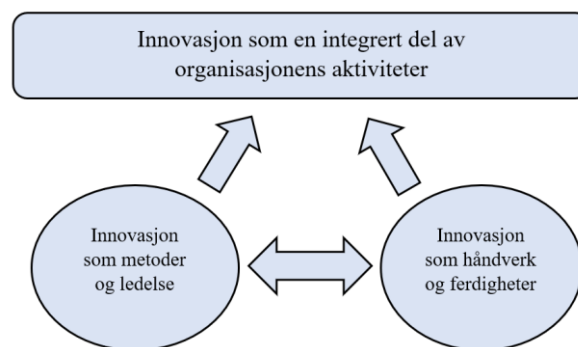 Innovasjon som en integrert del av
organisasjonens aktiviteter
Innovasjon
som metoder
og ledelse
Innovasjon
som håndverk
og ferdigheter